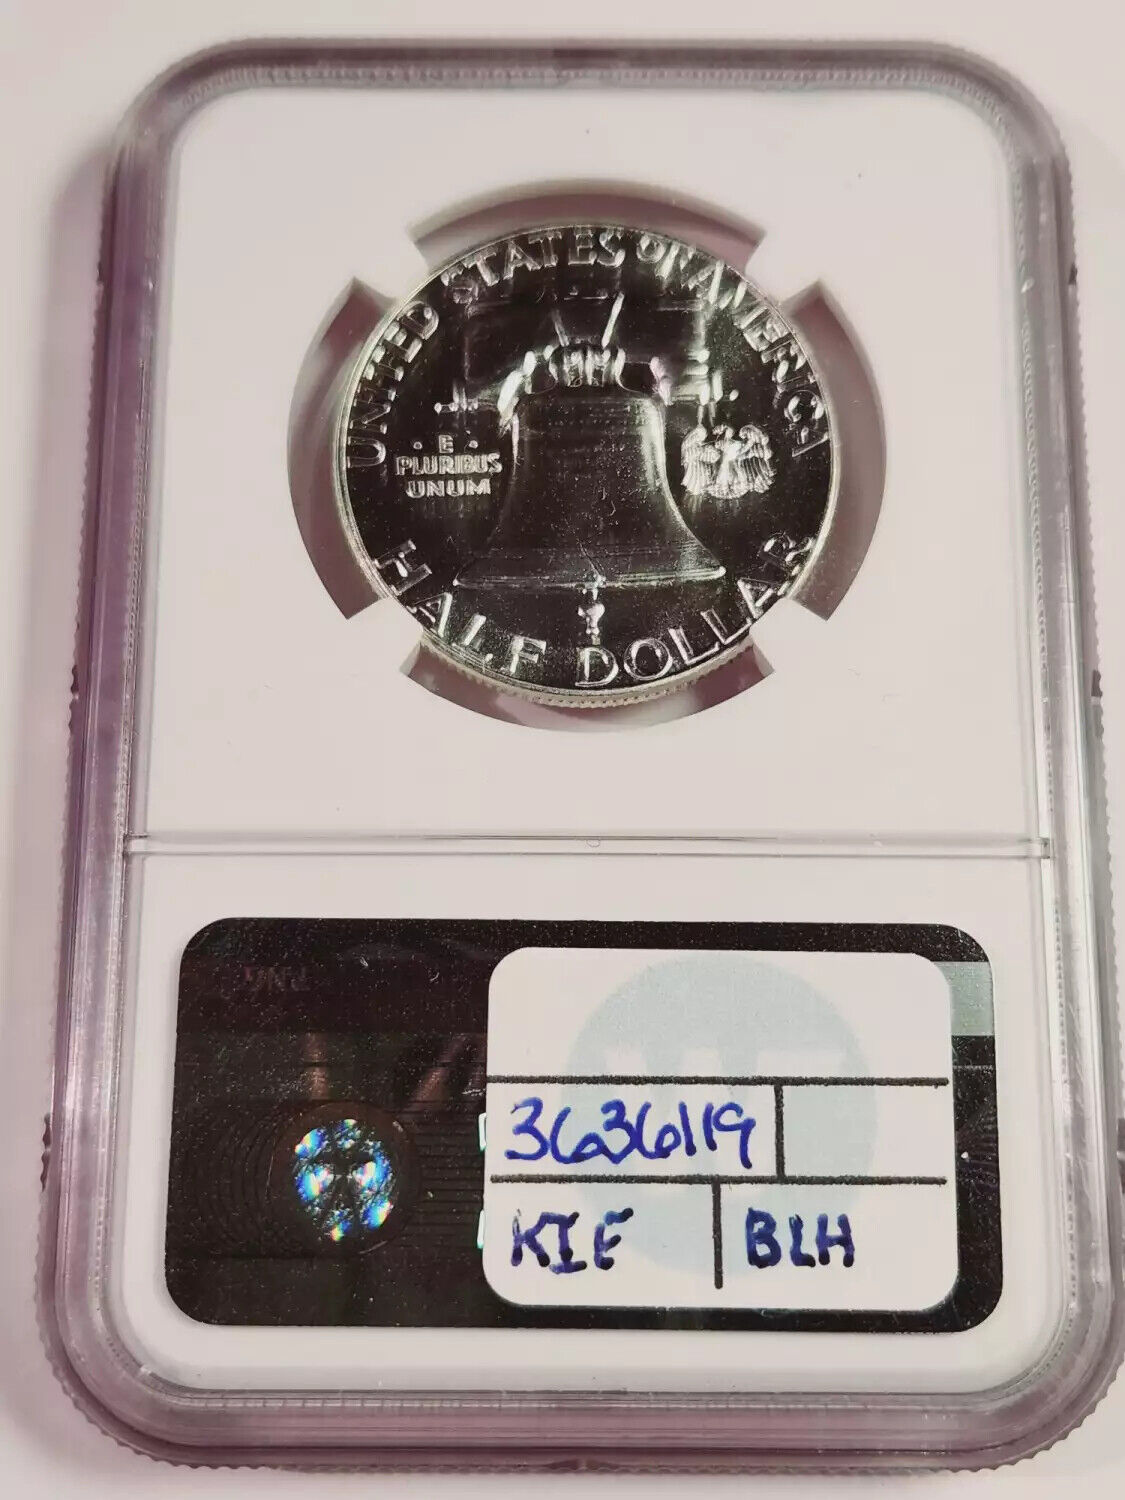 UNITED STATES OF AMERICA
· E ·
PLURIBUS
UNUM
HALF DOLLAR
3636119
KIE
BLH